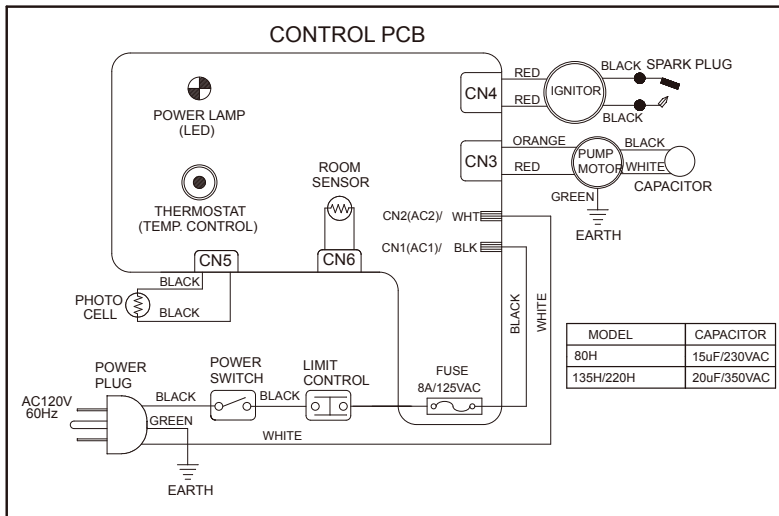 CONTROL PCB
POWER LAMP
(LED)
THERMOSTAT
(TEMP. CONTROL)
ROOM
SENSOR
CN4
RED
RED
IGNITOR
BLACK
SPARK PLUG
BLACK
CN3
ORANGE
RED
PUMP
MOTOR
BLACK
WHITE
CAPACITOR
GREEN
EARTH
CN2(AC2)/ WHT
CN1(AC1)/ BLK
CN5
CN6
BLACK
BLACK
PHOTO
CELL
BLACK
WHITE
MODEL CAPACITOR
80H 15uF/230VAC
135H/220H 20uF/350VAC
POWER
PLUG
AC120V
60Hz
BLACK
POWER
SWITCH
BLACK
LIMIT
CONTROL
FUSE
8A/125VAC
GREEN
WHITE
EARTH